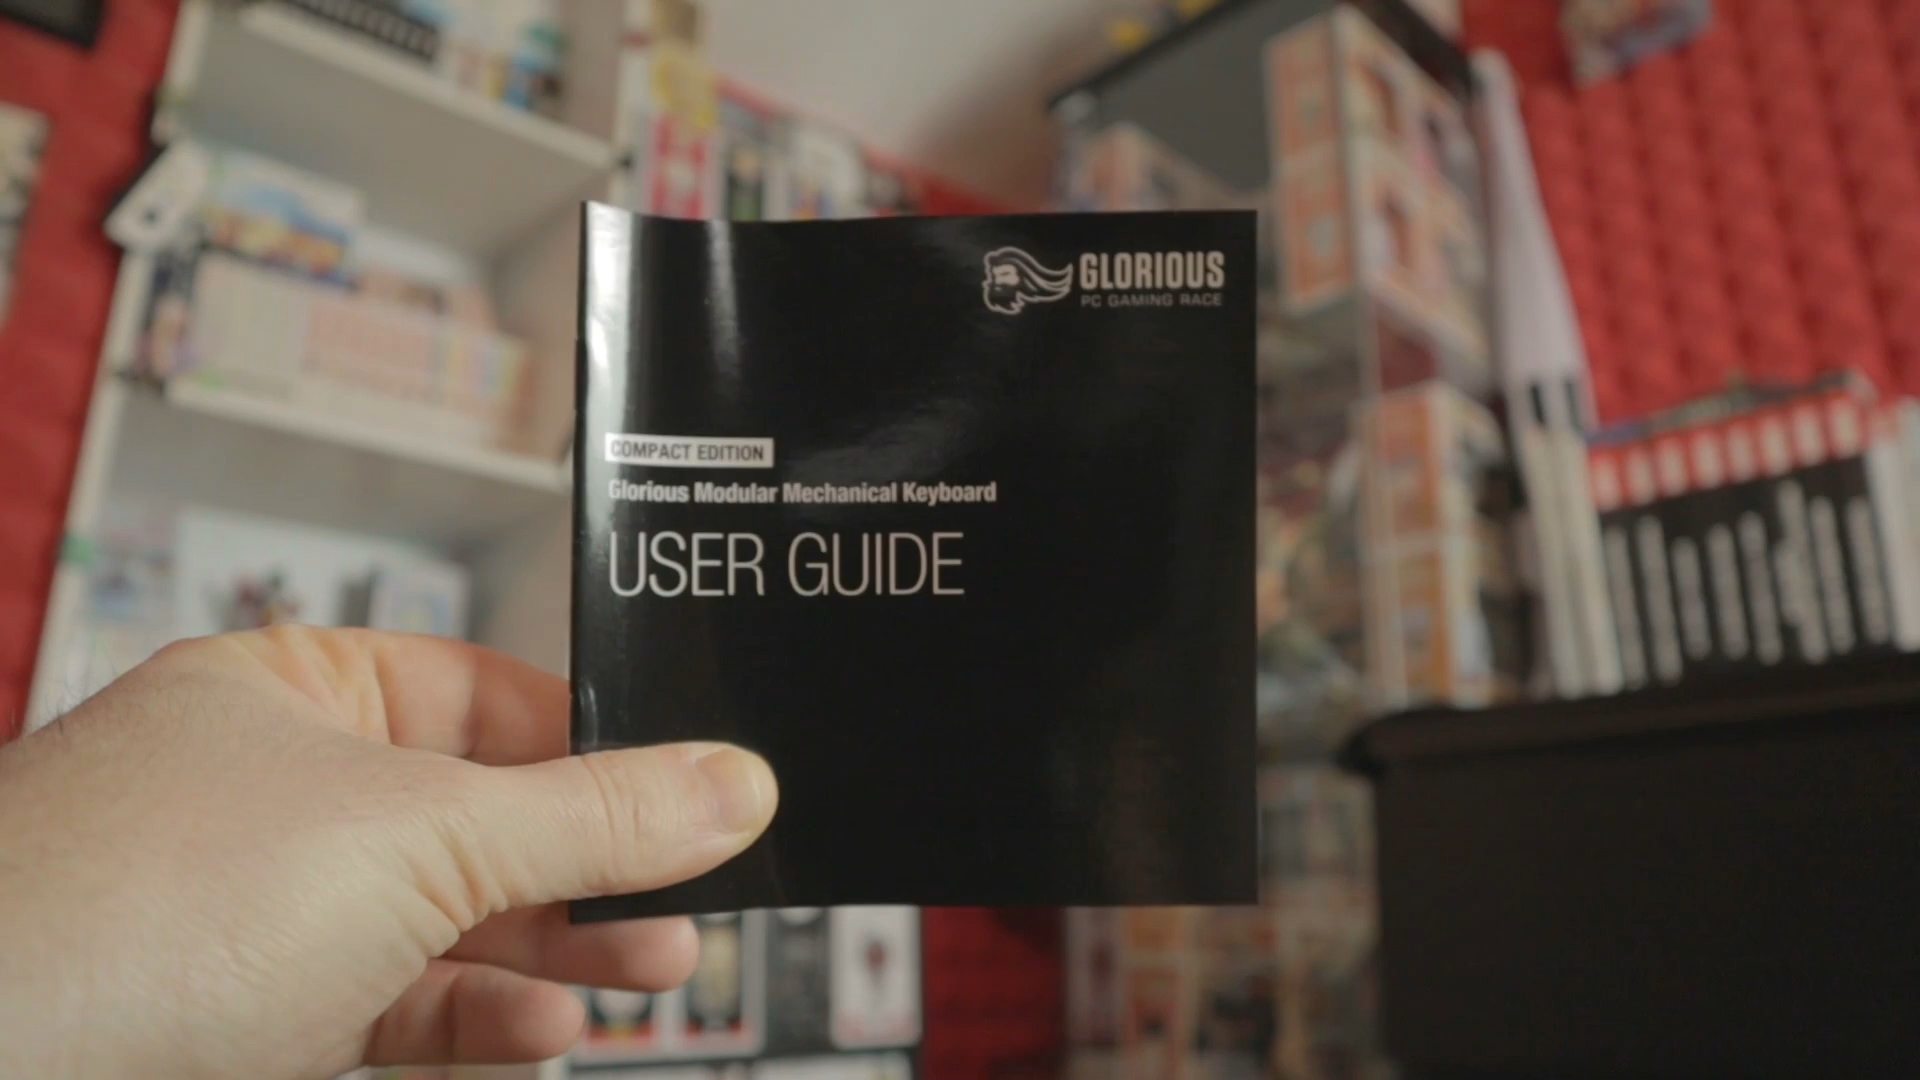 GLORIOUS
PC GAMING RACE
COMPACT EDITION
Glorious Modular Mechanical Keyboard
USER GUIDE